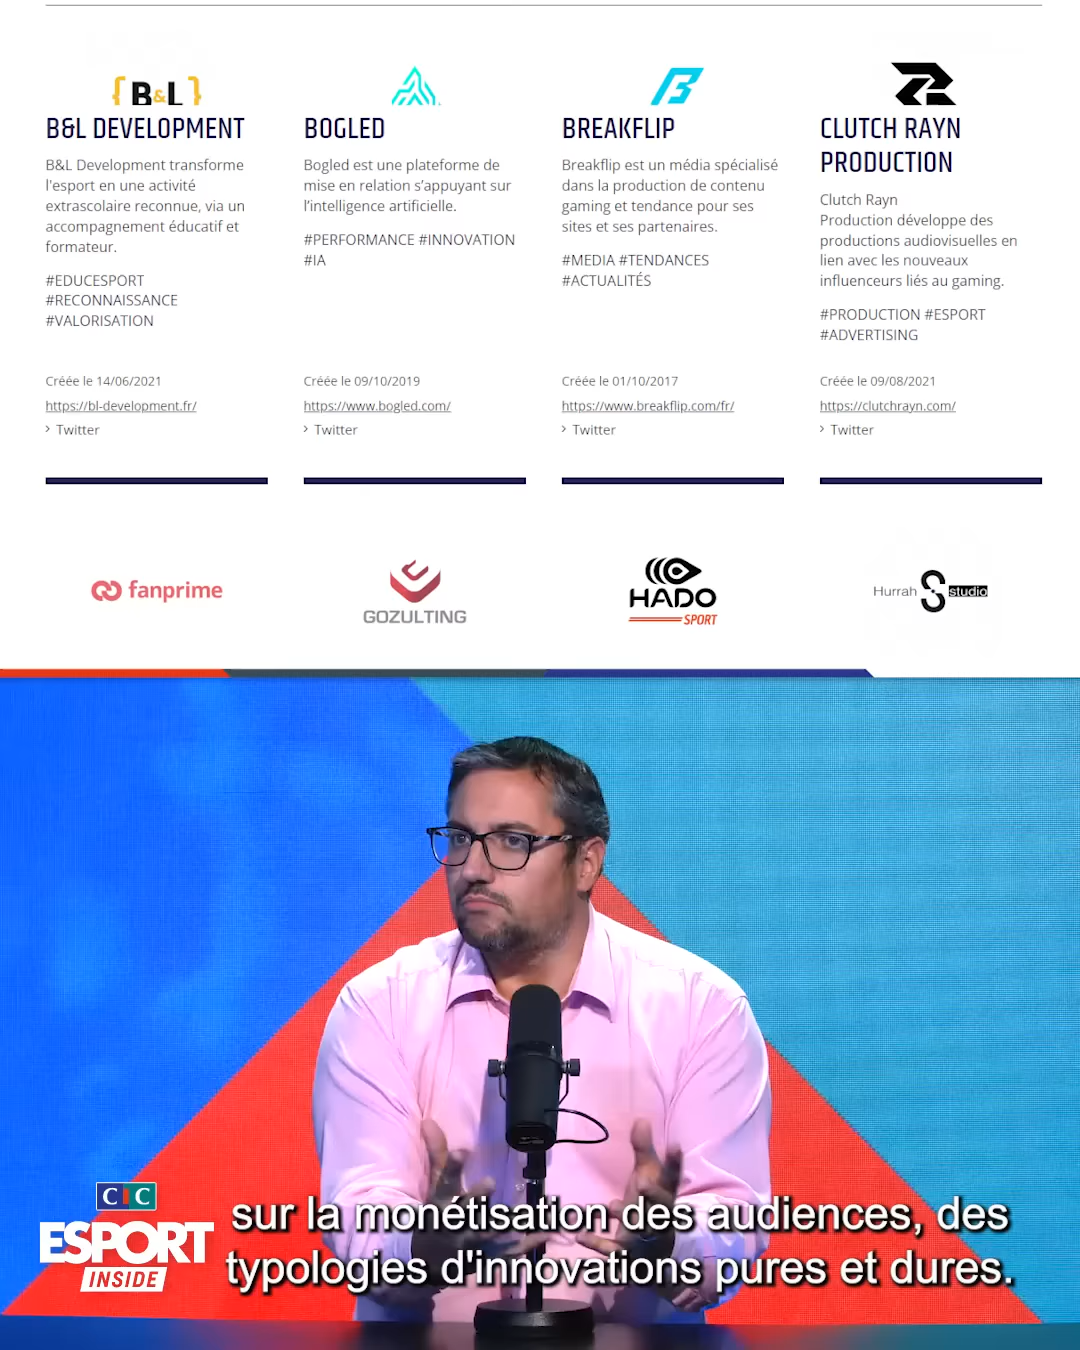 { B&L }
B&L DEVELOPMENT
B&L Development transforme
l'esport en une activité
extrascolaire reconnue, via un
accompagnement éducatif et
formateur.
#EDUCESPORT
#RECONNAISSANCE
#VALORISATION
Créée le 14/06/2021
https://bl-development.fr/
Twitter
BOGLED
Bogled est une plateforme de
mise en relation s’appuyant sur
l’intelligence artificielle.
#PERFORMANCE #INNOVATION
#IA
Créée le 09/10/2019
https://www.bogled.com/
Twitter
BREAKFLIP
Breakflip est un média spécialisé
dans la production de contenu
gaming et tendance pour ses
sites et ses partenaires.
#MEDIA #TENDANCES
#ACTUALITÉS
Créée le 01/10/2017
https://www.breakflip.com/fr/
Twitter
CLUTCH RAYN
PRODUCTION
Clutch Rayn
Production développe des
productions audiovisuelles en
lien avec les nouveaux
influenceurs liés au gaming.
#PRODUCTION #ESPORT
#ADVERTISING
Créée le 09/08/2021
https://clutchrayn.com/
Twitter
fanprime
GOZULTING
HADO
SPORT
Hurrah studio
CIC
ESPORT
INSIDE
sur la monétisation des audiences, des
typologies d'innovations pures et dures.